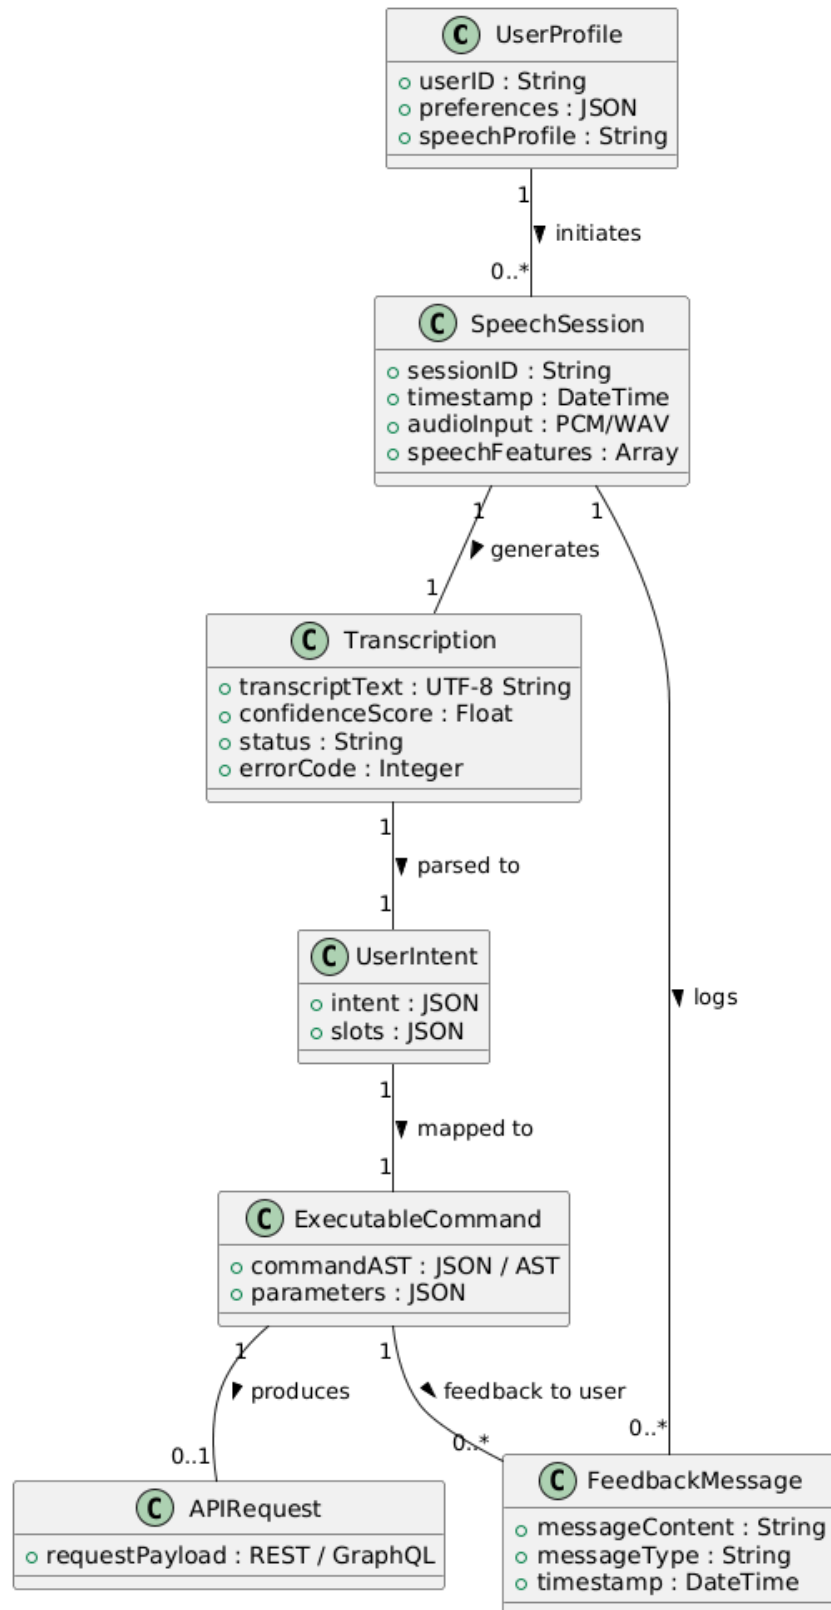 C UserProfile
userID : String
preferences : JSON
speechProfile : String
1
initiates
0..*
C SpeechSession
sessionID : String
timestamp : DateTime
audioInput : PCM/WAV
speechFeatures : Array
1
1
generates
1
C Transcription
transcriptText : UTF-8 String
confidenceScore : Float
status : String
errorCode : Integer
1
parsed to
1
C UserIntent
intent : JSON
slots : JSON
logs
1
mapped to
1
C ExecutableCommand
commandAST : JSON / AST
parameters : JSON
1
1
produces
feedback to user
0..1
0..*
0..*
C APIRequest
requestPayload : REST / GraphQL
C FeedbackMessage
messageContent : String
messageType : String
timestamp : DateTime